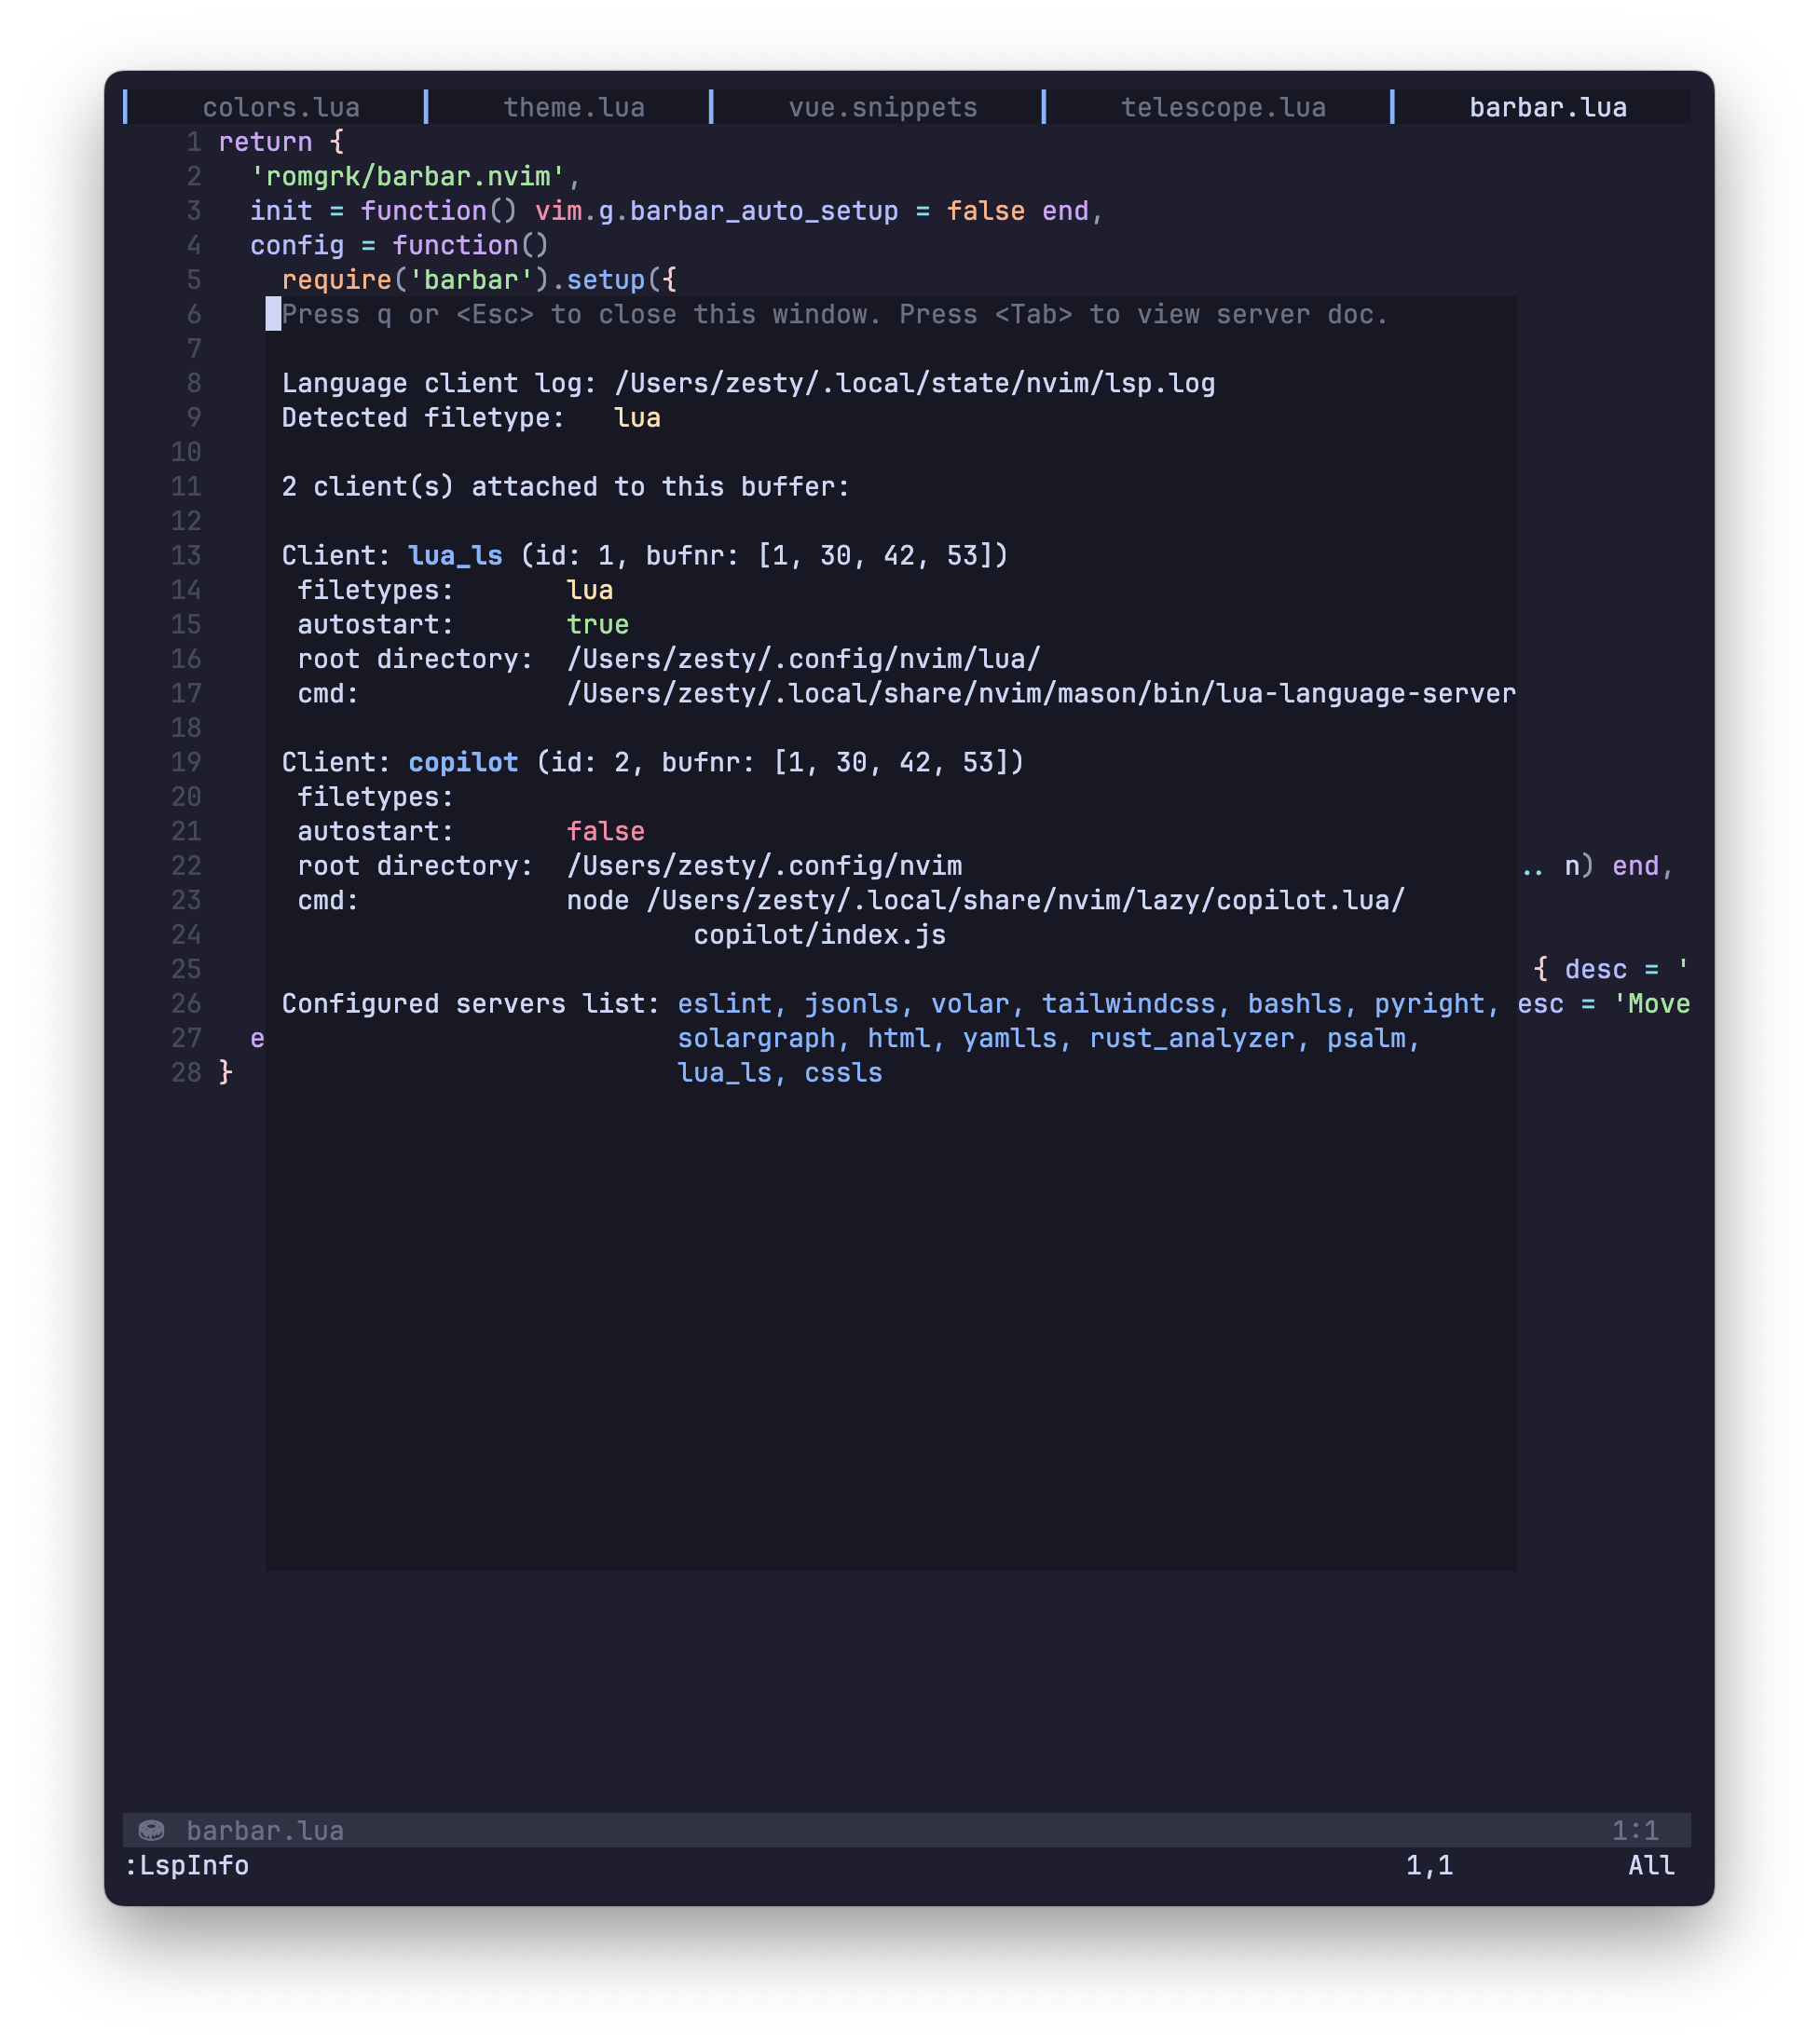 colors.lua theme.lua vue.snippets telescope.lua barbar.lua
1 return {
2   'romgrk/barbar.nvim',
3   init = function() vim.g.barbar_auto_setup = false end,
4   config = function()
5     require('barbar').setup({
6 Press q or <Esc> to close this window. Press <Tab> to view server doc.
7
8 Language client log: /Users/zesty/.local/state/nvim/lsp.log
9 Detected filetype:   lua
10
11 2 client(s) attached to this buffer:
12
13 Client: lua_ls (id: 1, bufnr: [1, 30, 42, 53])
14  filetypes:       lua
15  autostart:       true
16  root directory:  /Users/zesty/.config/nvim/lua/
17  cmd:             /Users/zesty/.local/share/nvim/mason/bin/lua-language-server
18
19 Client: copilot (id: 2, bufnr: [1, 30, 42, 53])
20  filetypes:
21  autostart:       false
22  root directory:  /Users/zesty/.config/nvim .. n) end,
23  cmd:             node /Users/zesty/.local/share/nvim/lazy/copilot.lua/
24 copilot/index.js
25 { desc = '
26 Configured servers list: eslint, jsonls, volar, tailwindcss, bashls, pyright, esc = 'Move
27   e solargraph, html, yamlls, rust_analyzer, psalm,
28 } lua_ls, cssls
barbar.lua 1:1
:LspInfo 1,1 All